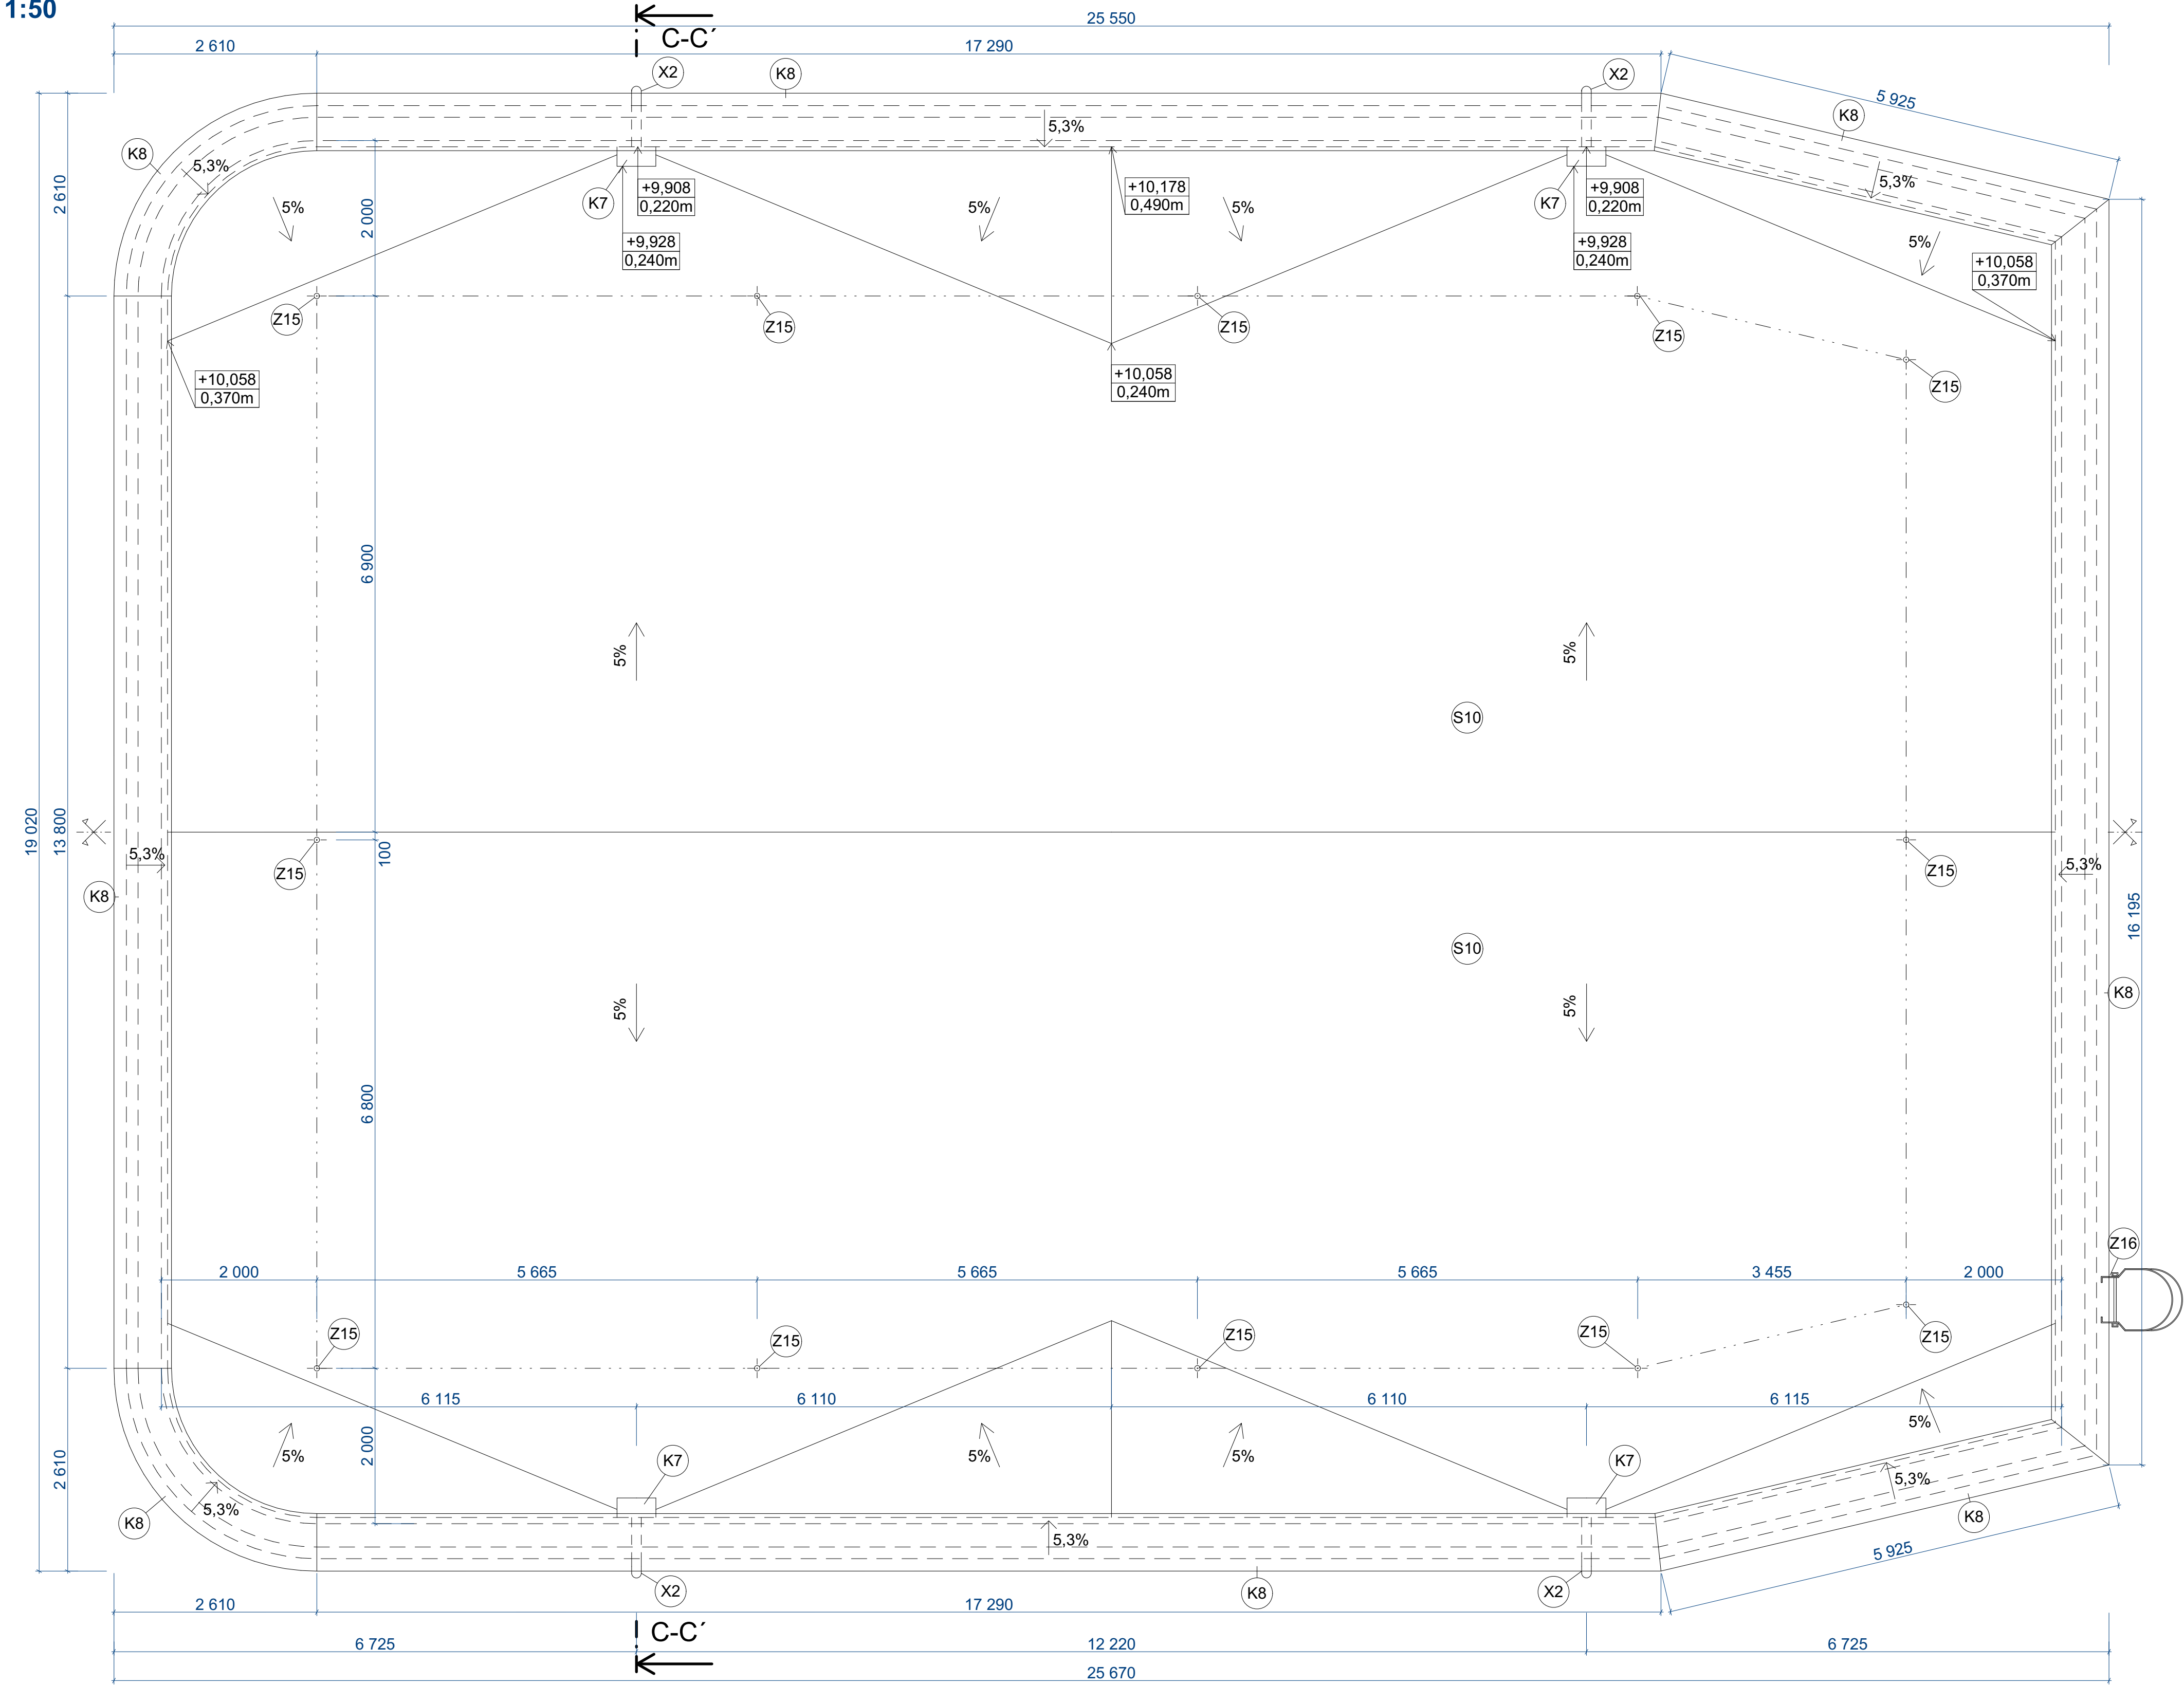 1:50
25 550
C-C´
2 610
17 290
X2
K8
X2
5 925
K8
K8
5,3%
5,3%
5,3%
2 610
K7
+9,908
0,220m
+10,178
0,490m
K7
+9,908
0,220m
5%
2 000
5%
5%
5%
+9,928
0,240m
+9,928
0,240m
+10,058
0,370m
Z15
Z15
Z15
Z15
+10,058
0,370m
+10,058
0,240m
Z15
6 900
5%
5%
S10
19 020
13 800
5,3%
100
5,3%
Z15
Z15
K8
16 195
S10
K8
5%
5%
6 800
Z16
2 000
5 665
5 665
5 665
3 455
2 000
Z15
Z15
Z15
Z15
Z15
6 115
6 110
6 110
6 115
5%
2 610
5%
2 000
5%
5%
K7
K7
5,3%
K8
5,3%
5,3%
K8
5 925
X2
K8
X2
2 610
17 290
C-C´
6 725
12 220
6 725
25 670